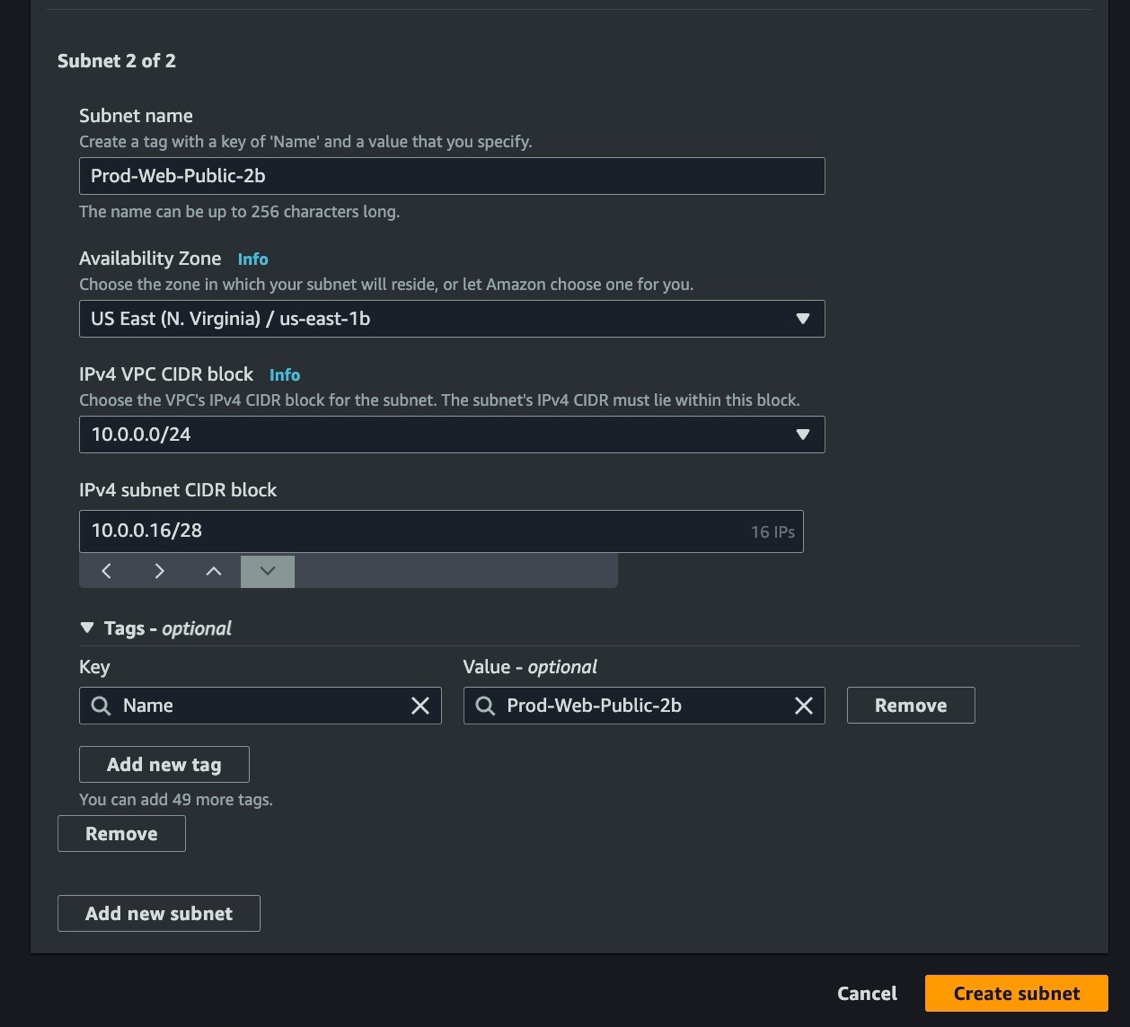 Subnet 2 of 2
Subnet name
Create a tag with a key of 'Name' and a value that you specify.
Prod-Web-Public-2b
The name can be up to 256 characters long.
Availability Zone Info
Choose the zone in which your subnet will reside, or let Amazon choose one for you.
US East (N. Virginia) / us-east-1b
IPv4 VPC CIDR block Info
Choose the VPC's IPv4 CIDR block for the subnet. The subnet's IPv4 CIDR must lie within this block.
10.0.0.0/24
IPv4 subnet CIDR block
10.0.0.16/28 16 IPs
Tags - optional
Key Value - optional
Name Prod-Web-Public-2b Remove
Add new tag
You can add 49 more tags.
Remove
Add new subnet
Cancel Create subnet